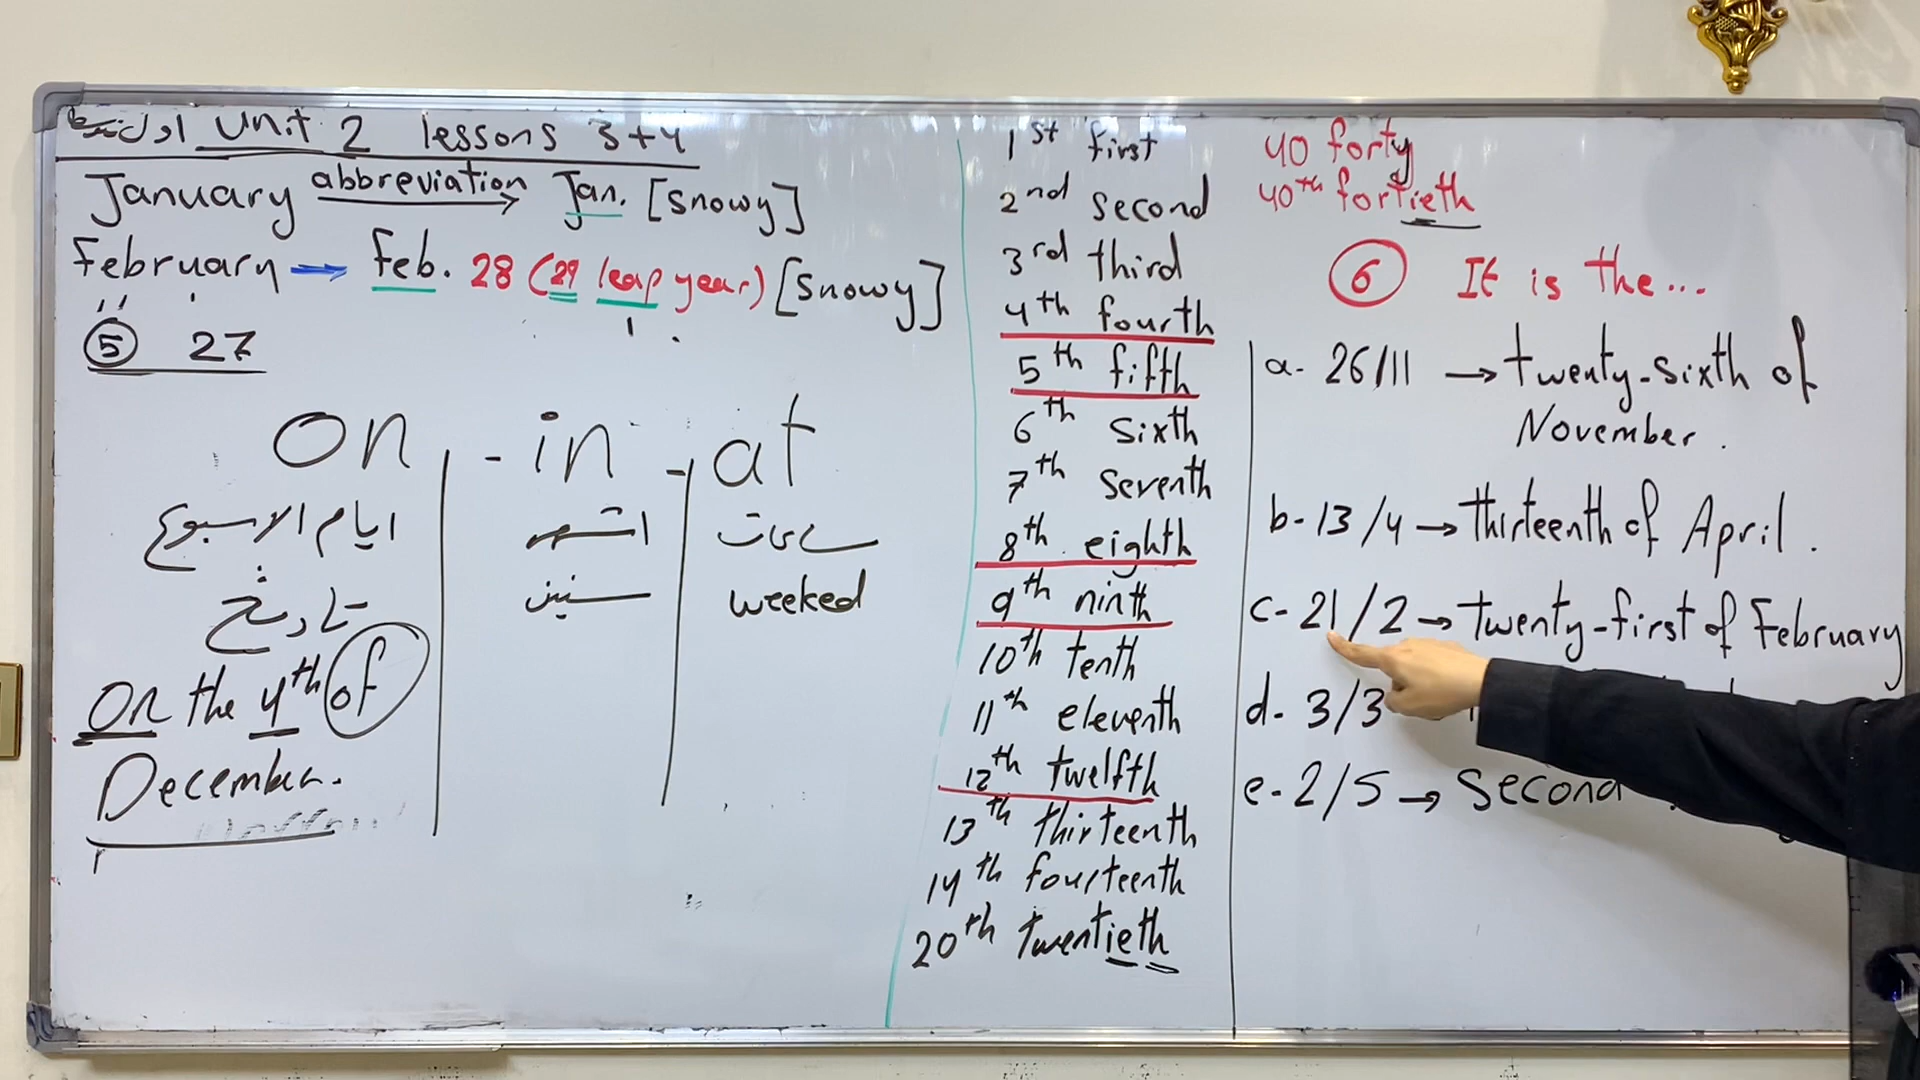 اول متوسط Unit 2 lessons 3+4
January abbreviation → Jan. [snowy]
February → Feb. 28 (29 leap year) [snowy]
5 27
on - in - at
ايام الاسبوع
تاريخ
on the 4th of
December.
اشهر
سنين
ساعات
weeked
1st first
2nd second
3rd third
4th fourth
5th fifth
6th sixth
7th seventh
8th eighth
9th ninth
10th tenth
11th eleventh
12th twelfth
13th thirteenth
14th fourteenth
20th twentieth
40 forty
40th fortieth
6 It is the...
a- 26/11 → twenty-sixth of
November.
b- 13/4 → thirteenth of April.
c- 21/2 → twenty-first of February
d. 3/3
e- 2/5 → second